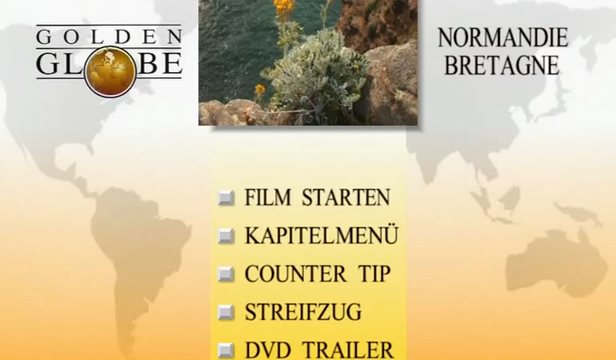 GOLDEN
GLOBE
NORMANDIE
BRETAGNE
FILM STARTEN
KAPITELMENÜ
COUNTER TIP
STREIFZUG
DVD TRAILER